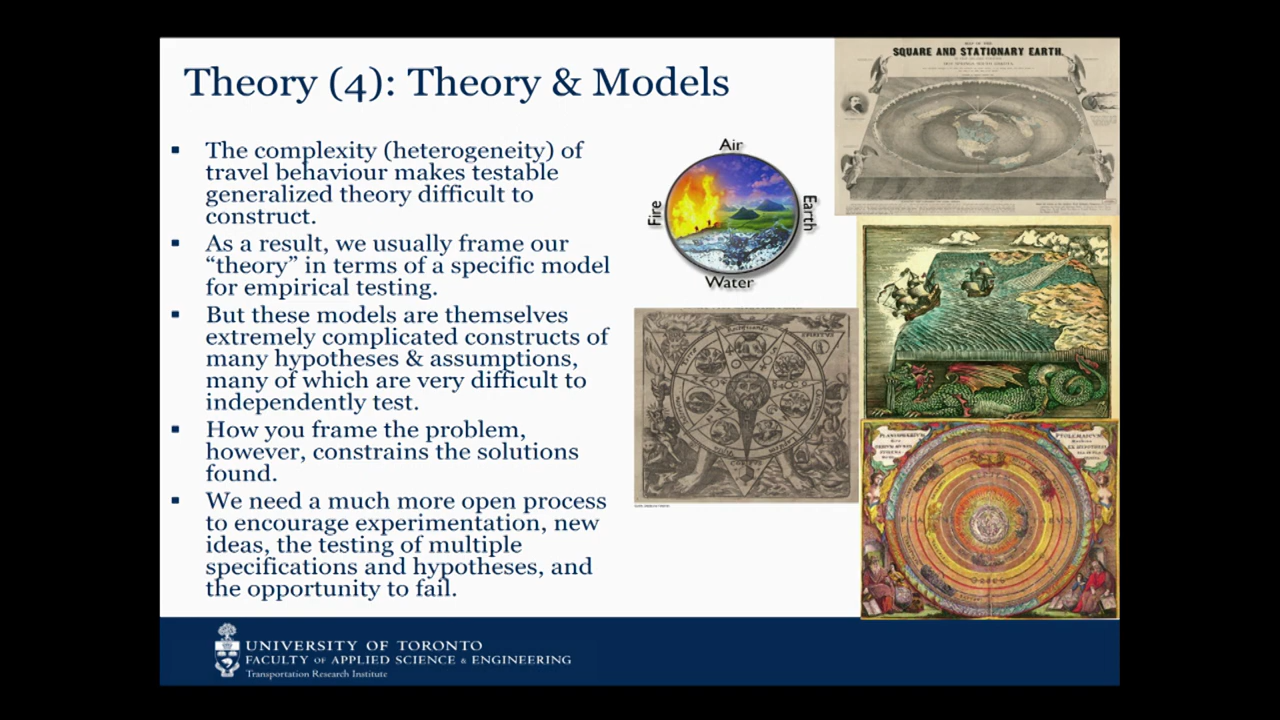 Theory (4): Theory & Models
▪ The complexity (heterogeneity) of
travel behaviour makes testable
generalized theory difficult to
construct.
▪ As a result, we usually frame our
“theory” in terms of a specific model
for empirical testing.
▪ But these models are themselves
extremely complicated constructs of
many hypotheses & assumptions,
many of which are very difficult to
independently test.
▪ How you frame the problem,
however, constrains the solutions
found.
▪ We need a much more open process
to encourage experimentation, new
ideas, the testing of multiple
specifications and hypotheses, and
the opportunity to fail.
Air
Fire
Earth
Water
MAP OF THE
SQUARE AND STATIONARY EARTH
UNIVERSITY OF TORONTO
FACULTY OF APPLIED SCIENCE & ENGINEERING
Transportation Research Institute